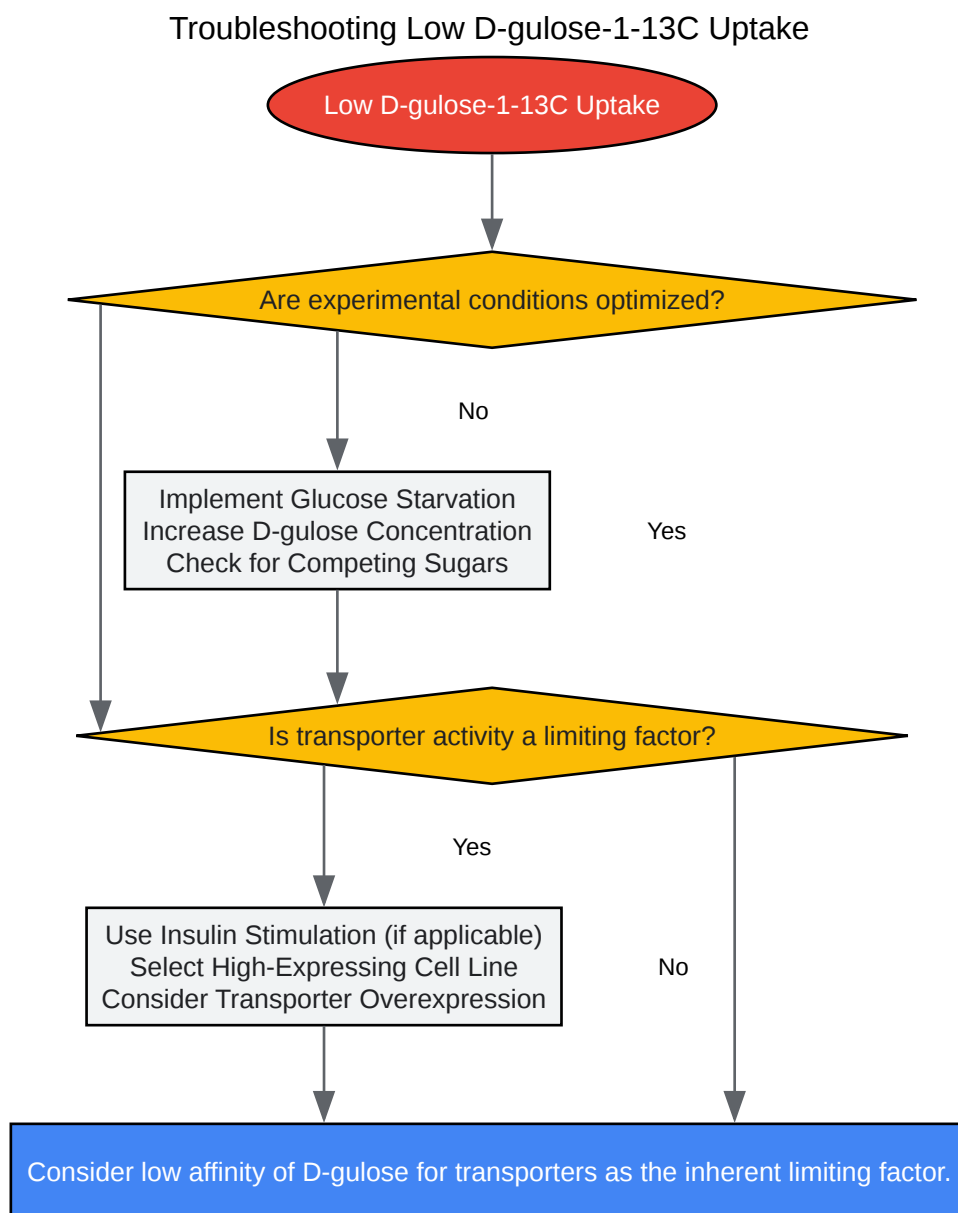 Troubleshooting Low D-gulose-1-13C Uptake
Low D-gulose-1-13C Uptake
Are experimental conditions optimized?
No
Implement Glucose Starvation
Increase D-gulose Concentration
Check for Competing Sugars
Yes
Is transporter activity a limiting factor?
Yes
Use Insulin Stimulation (if applicable)
Select High-Expressing Cell Line
Consider Transporter Overexpression
No
Consider low affinity of D-gulose for transporters as the inherent limiting factor.